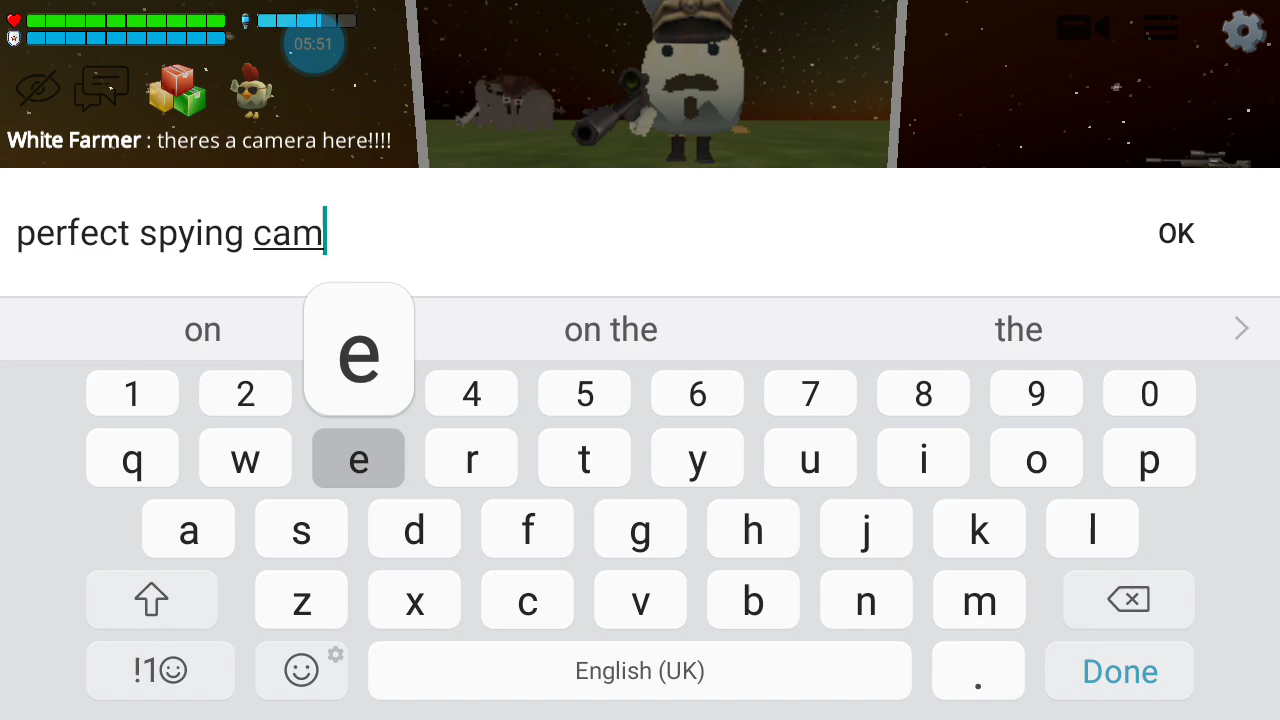 05:51
White Farmer : theres a camera here!!!!
perfect spying cam
OK
on
on the
the
e
1 2 4 5 6 7 8 9 0
q w e r t y u i o p
a s d f g h j k l
z x c v b n m
!1☺ English (UK) . Done